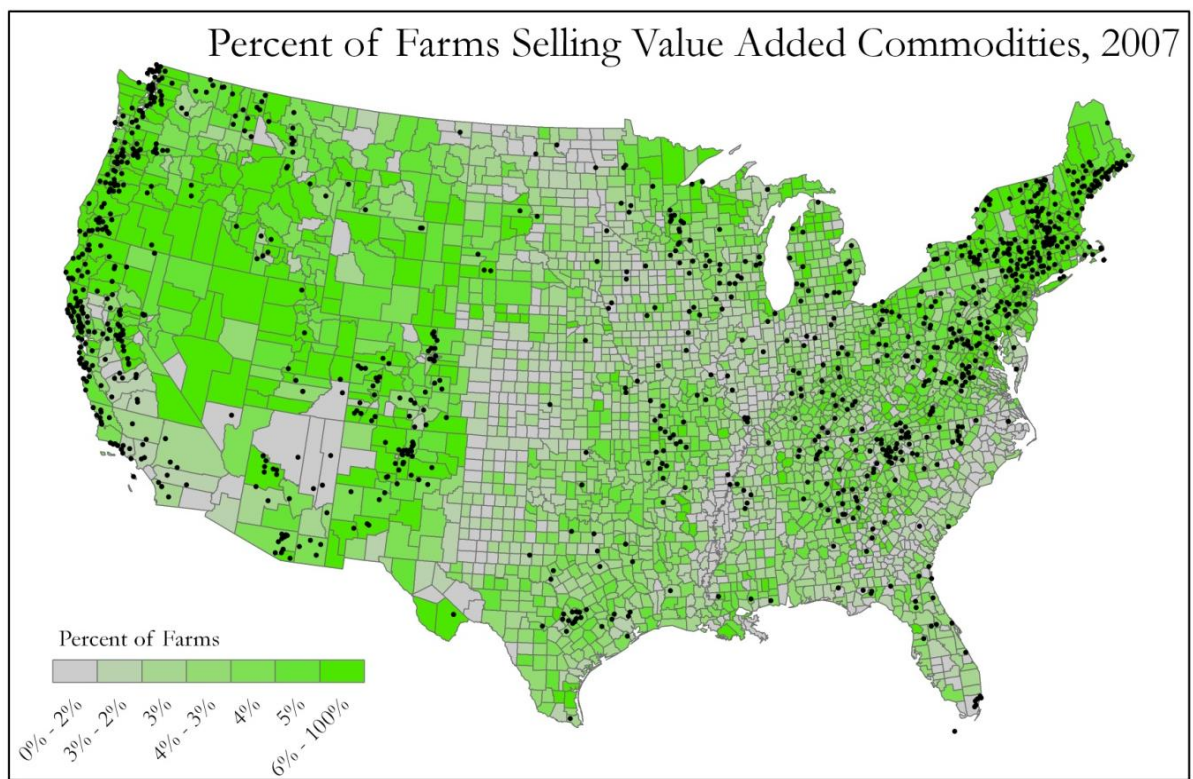 Percent of Farms Selling Value Added Commodities, 2007
Percent of Farms
0% - 2%
3% - 2%
3%
4% - 3%
4%
5%
6% - 100%